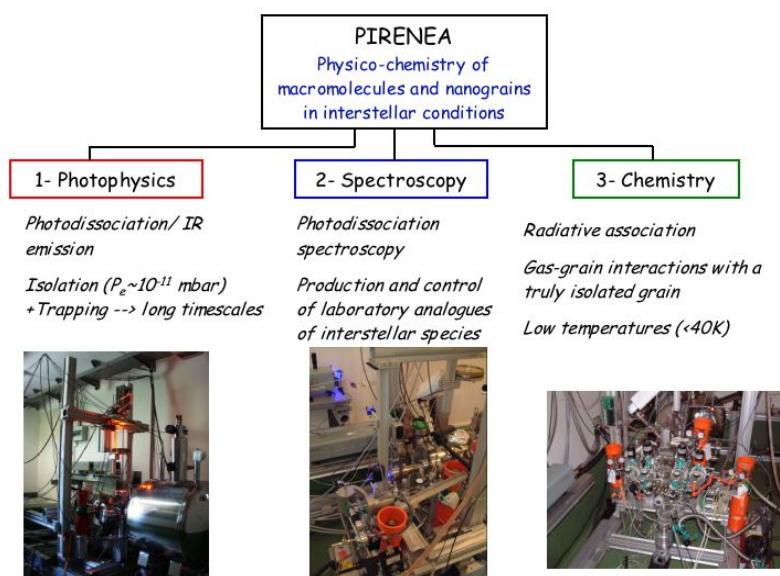 PIRENEA
Physico-chemistry of
macromolecules and nanograins
in interstellar conditions
1- Photophysics
Photodissociation/ IR
emission
Isolation (Pₑ~10⁻¹¹ mbar)
+Trapping --> long timescales
2- Spectroscopy
Photodissociation
spectroscopy
Production and control
of laboratory analogues
of interstellar species
3- Chemistry
Radiative association
Gas-grain interactions with a
truly isolated grain
Low temperatures (<40K)